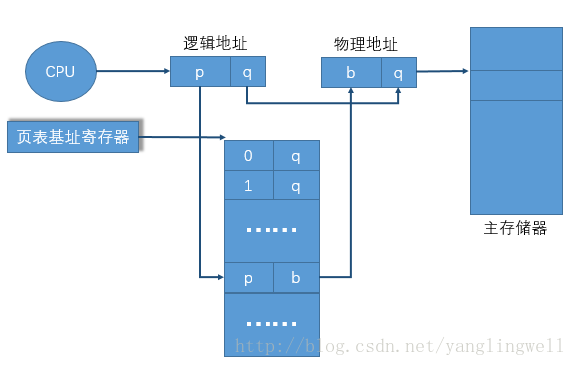 逻辑地址
物理地址
CPU
p q
b q
页表基址寄存器
0 q
1 q
......
p b
......
主存储器
http://blog.csdn.net/yanglingwell